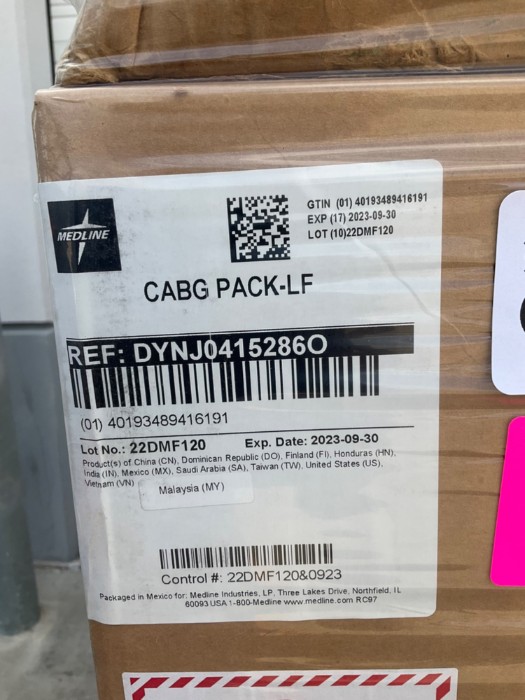 MEDLINE
GTIN (01) 40193489416191
EXP (17) 2023-09-30
LOT (10)22DMF120
CABG PACK-LF
REF: DYNJ0415286O
(01) 40193489416191
Lot No.: 22DMF120 Exp. Date: 2023-09-30
Product(s) of China (CN), Dominican Republic (DO), Finland (FI), Honduras (HN),
India (IN), Mexico (MX), Saudi Arabia (SA), Taiwan (TW), United States (US),
Vietnam (VN)
Malaysia (MY)
Control #: 22DMF120&0923
Packaged in Mexico for: Medline Industries, LP, Three Lakes Drive, Northfield, IL
60093 USA 1-800-Medline www.medline.com RC97